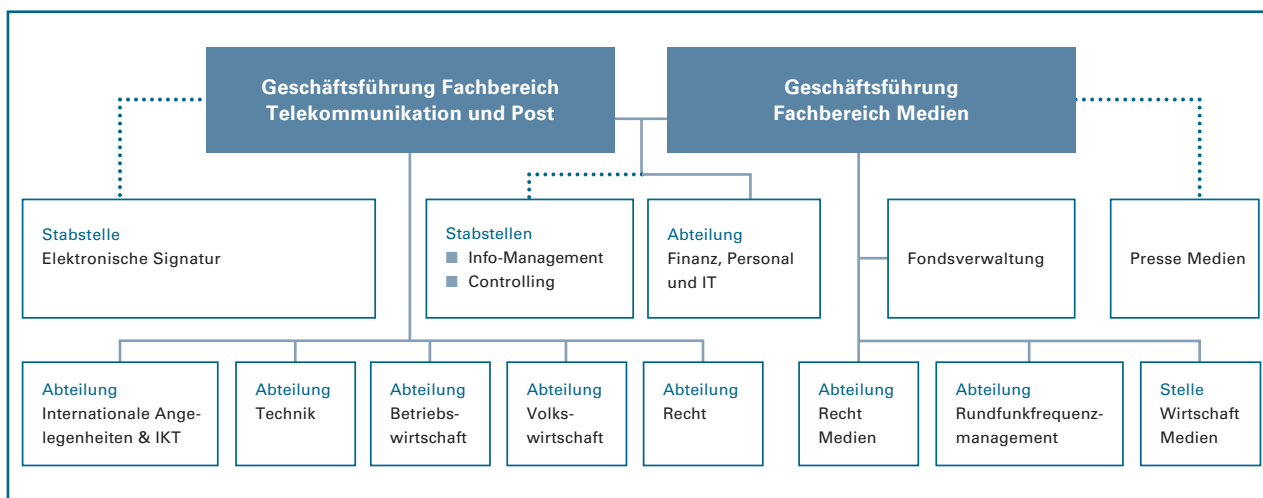 Geschäftsführung Fachbereich
Telekommunikation und Post
Geschäftsführung
Fachbereich Medien
Stabstelle
Elektronische Signatur
Stabstellen
Info-Management
Controlling
Abteilung
Finanz, Personal
und IT
Fondsverwaltung
Presse Medien
Abteilung
Internationale Ange-
legenheiten & IKT
Abteilung
Technik
Abteilung
Betriebs-
wirtschaft
Abteilung
Volks-
wirtschaft
Abteilung
Recht
Abteilung
Recht
Medien
Abteilung
Rundfunkfrequenz-
management
Stelle
Wirtschaft
Medien